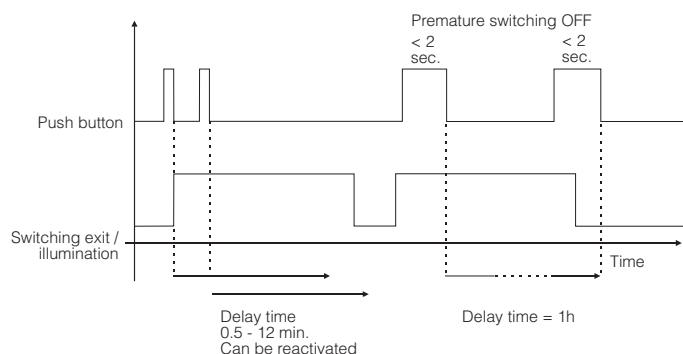 Premature switching OFF
< 2
sec.
< 2
sec.
Push button
Switching exit /
illumination
Time
Delay time
0.5 - 12 min.
Can be reactivated
Delay time = 1h